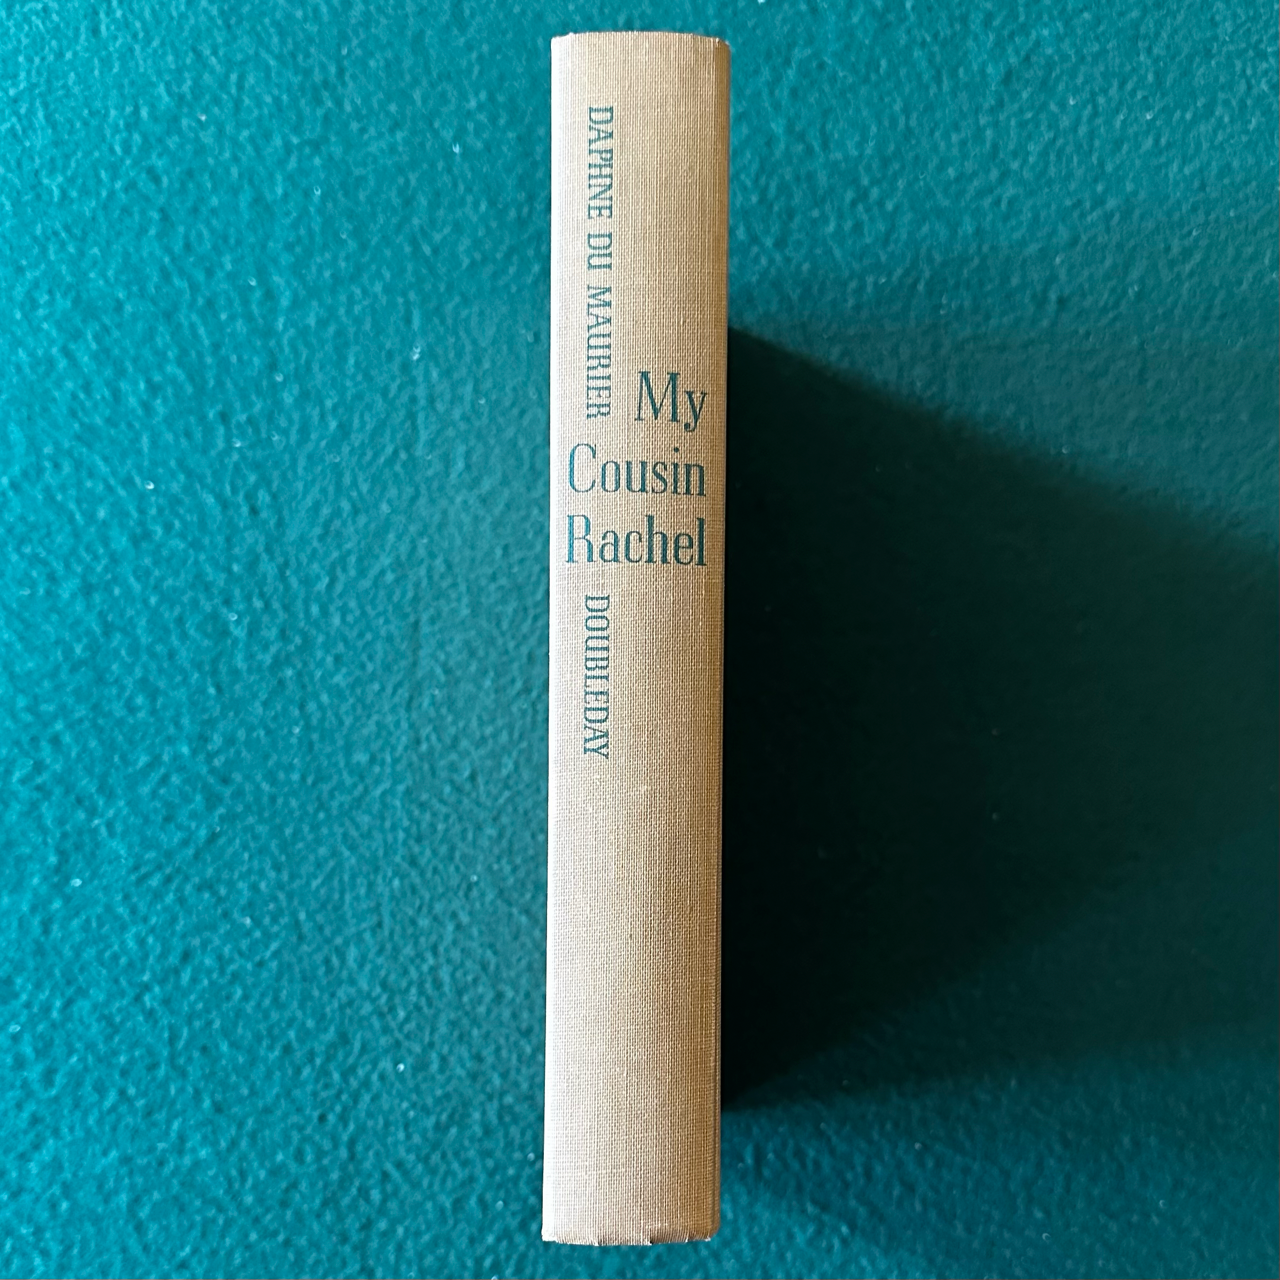 DAPHNE DU MAURIER
My
Cousin
Rachel
DOUBLEDAY